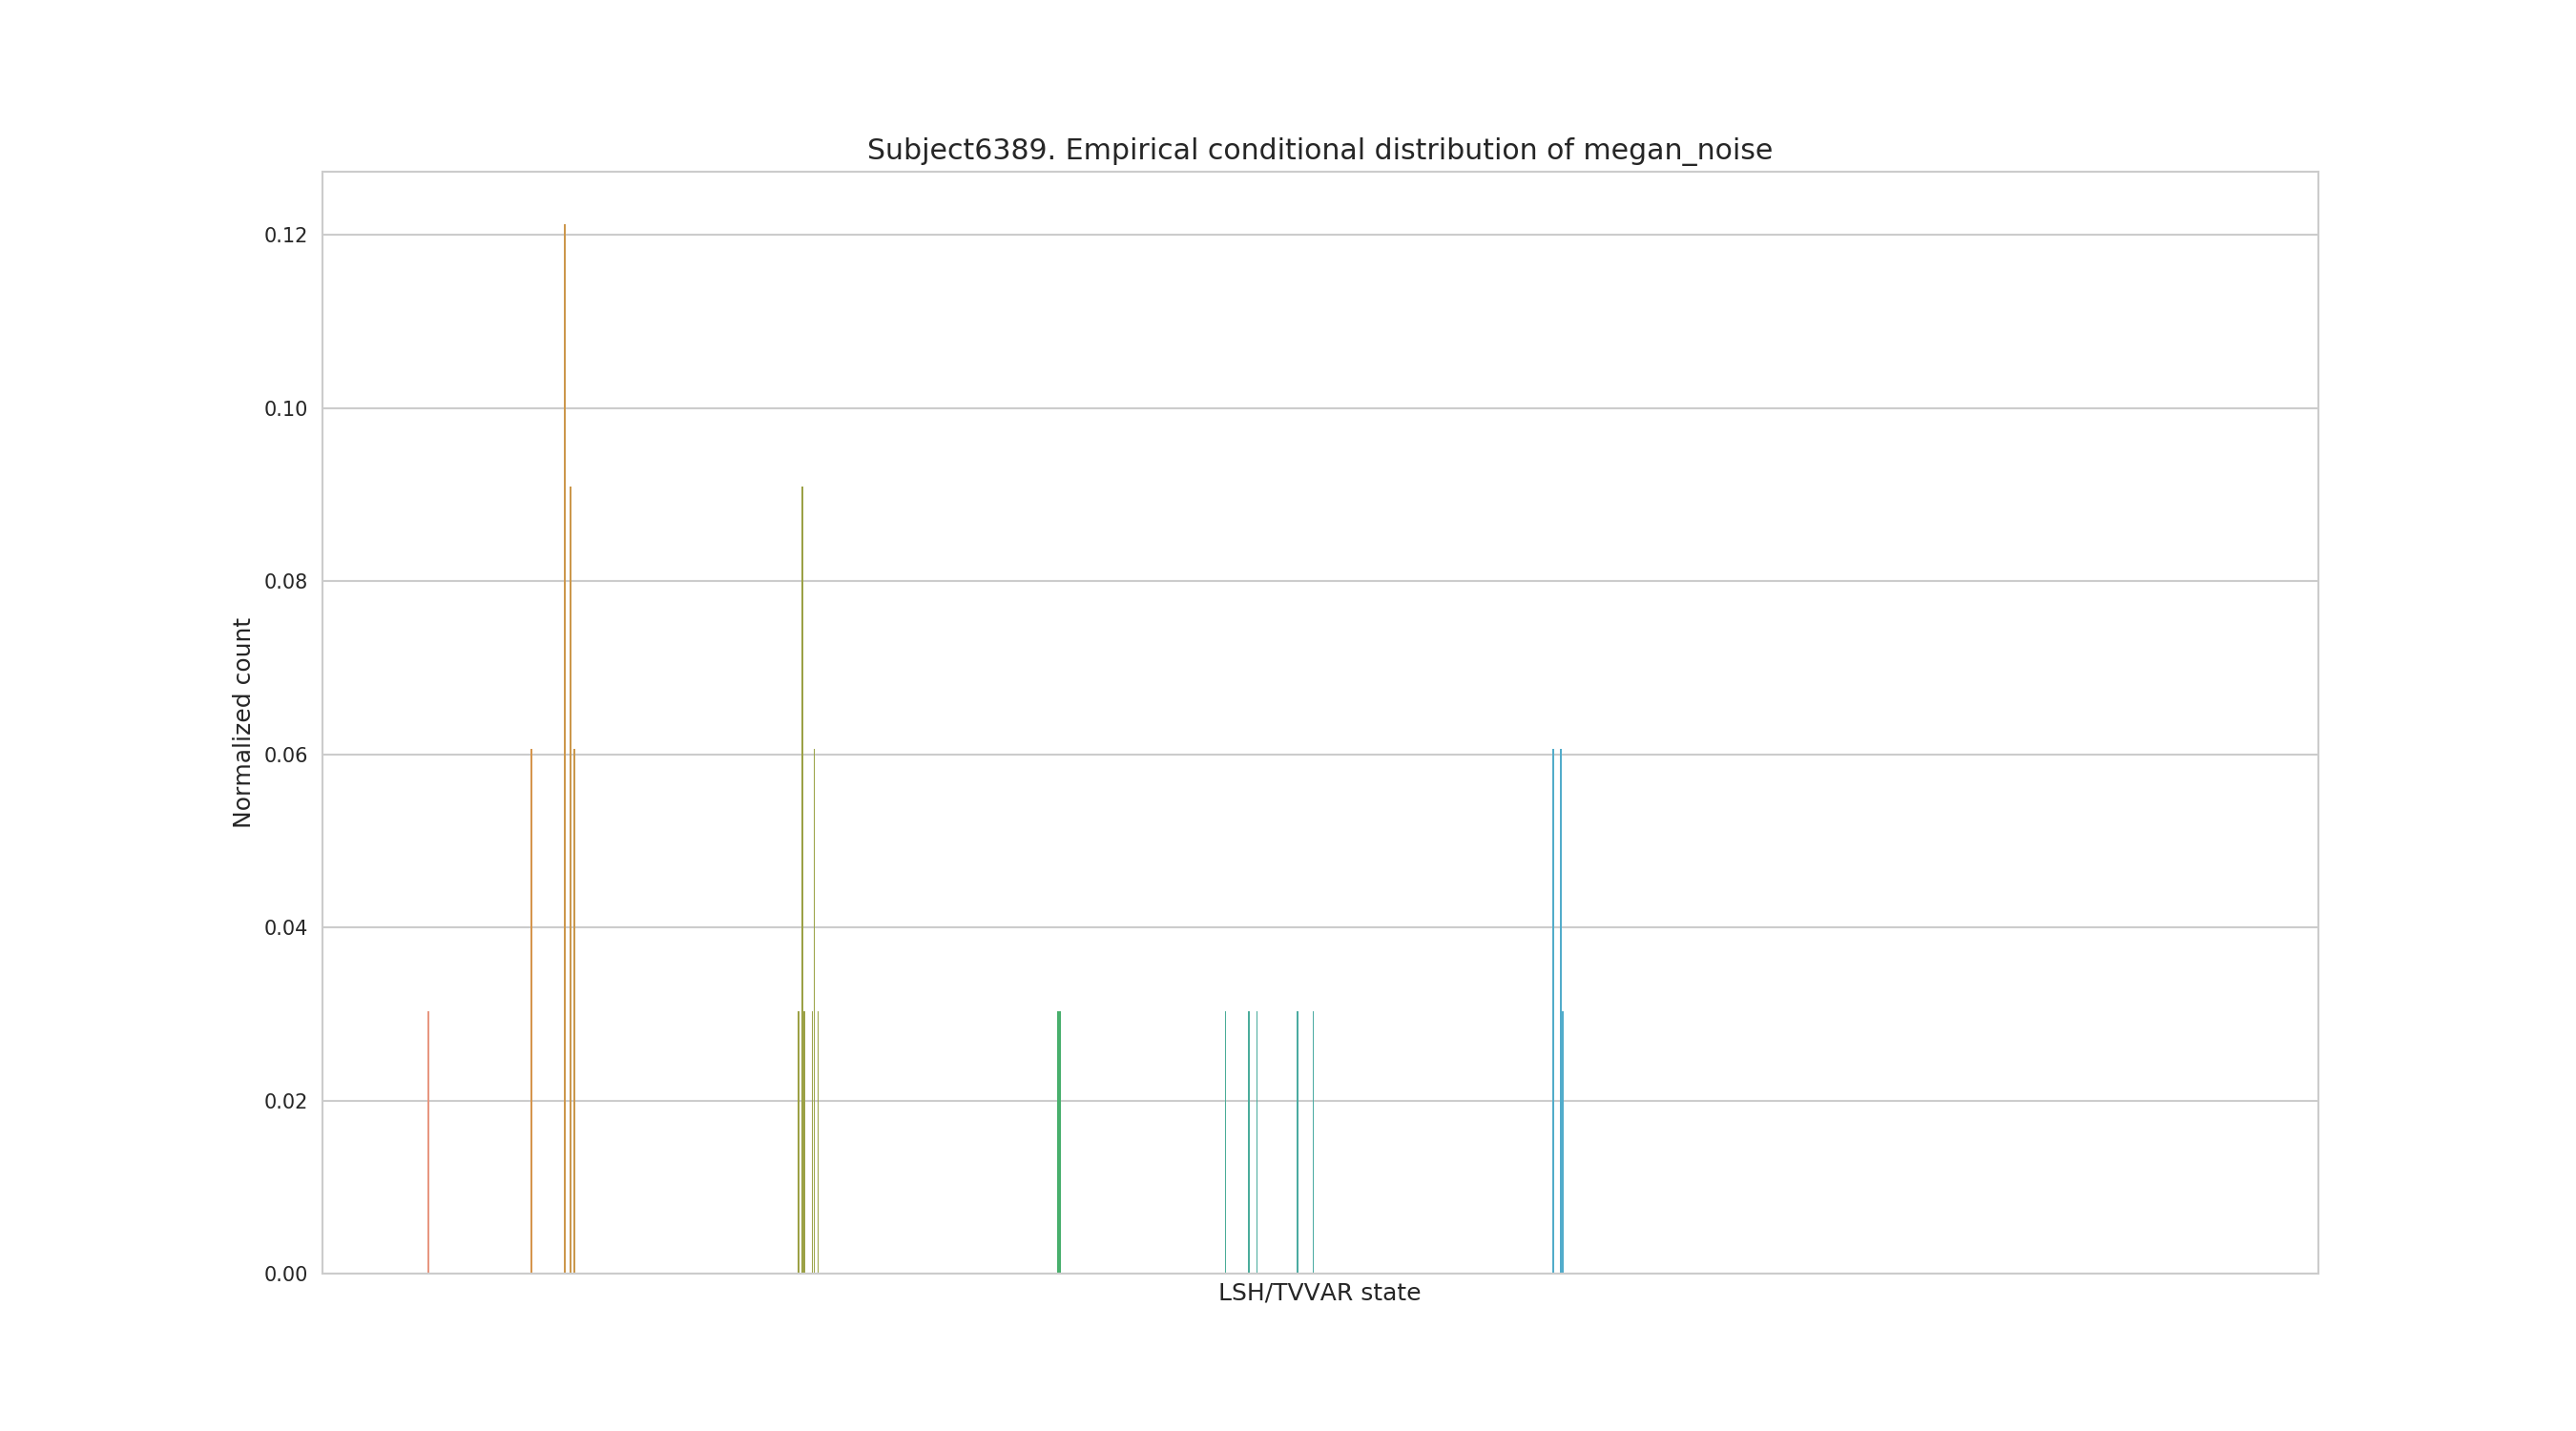 Subject6389. Empirical conditional distribution of megan_noise
0.12
0.10
0.08
0.06
0.04
0.02
0.00
Normalized count
LSH/TVVAR state